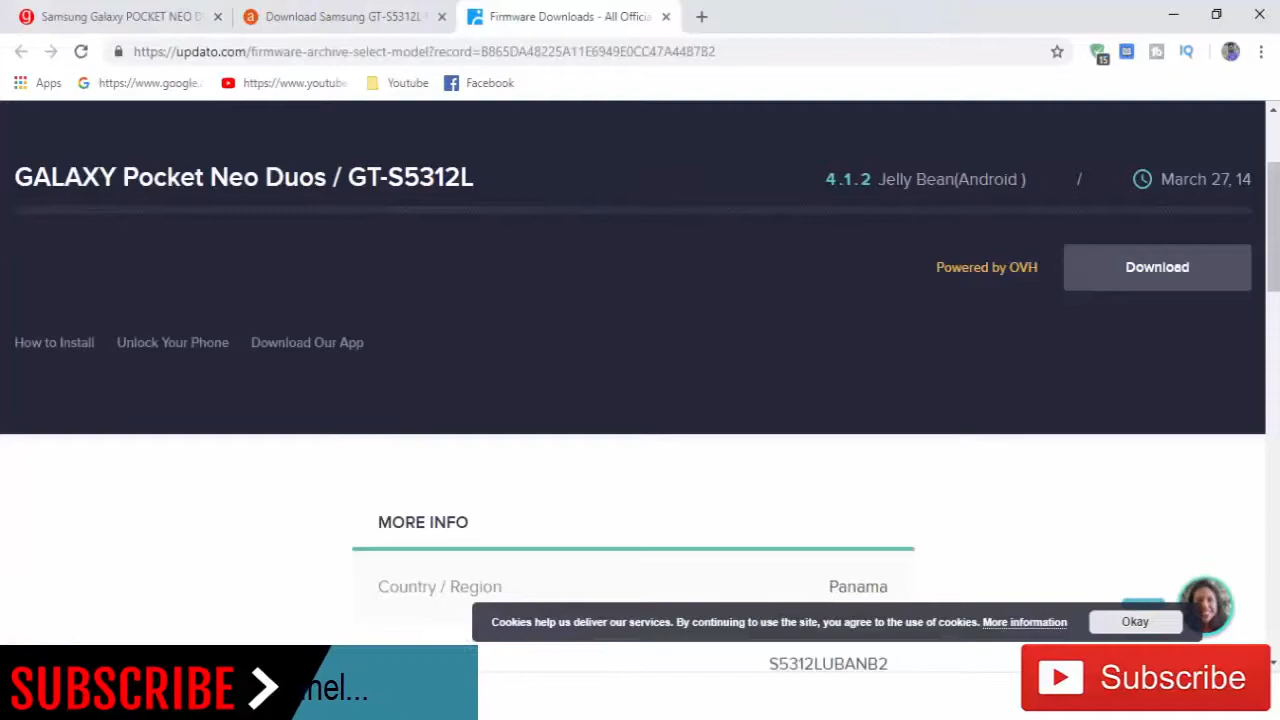 Samsung Galaxy POCKET NEO D
Download Samsung GT-S5312L
Firmware Downloads - All Offici
https://updato.com/firmware-archive-select-model?record=B865DA48225A11E6949E0CC47A44B7B2
15
Apps
https://www.google.
https://www.youtube
Youtube
Facebook
GALAXY Pocket Neo Duos / GT-S5312L
4.1.2 Jelly Bean(Android ) / March 27, 14
Powered by OVH
Download
How to Install
Unlock Your Phone
Download Our App
MORE INFO
Country / Region
Panama
Cookies help us deliver our services. By continuing to use the site, you agree to the use of cookies. More information
Okay
S5312LUBANB2
SUBSCRIBE
nel...
Subscribe